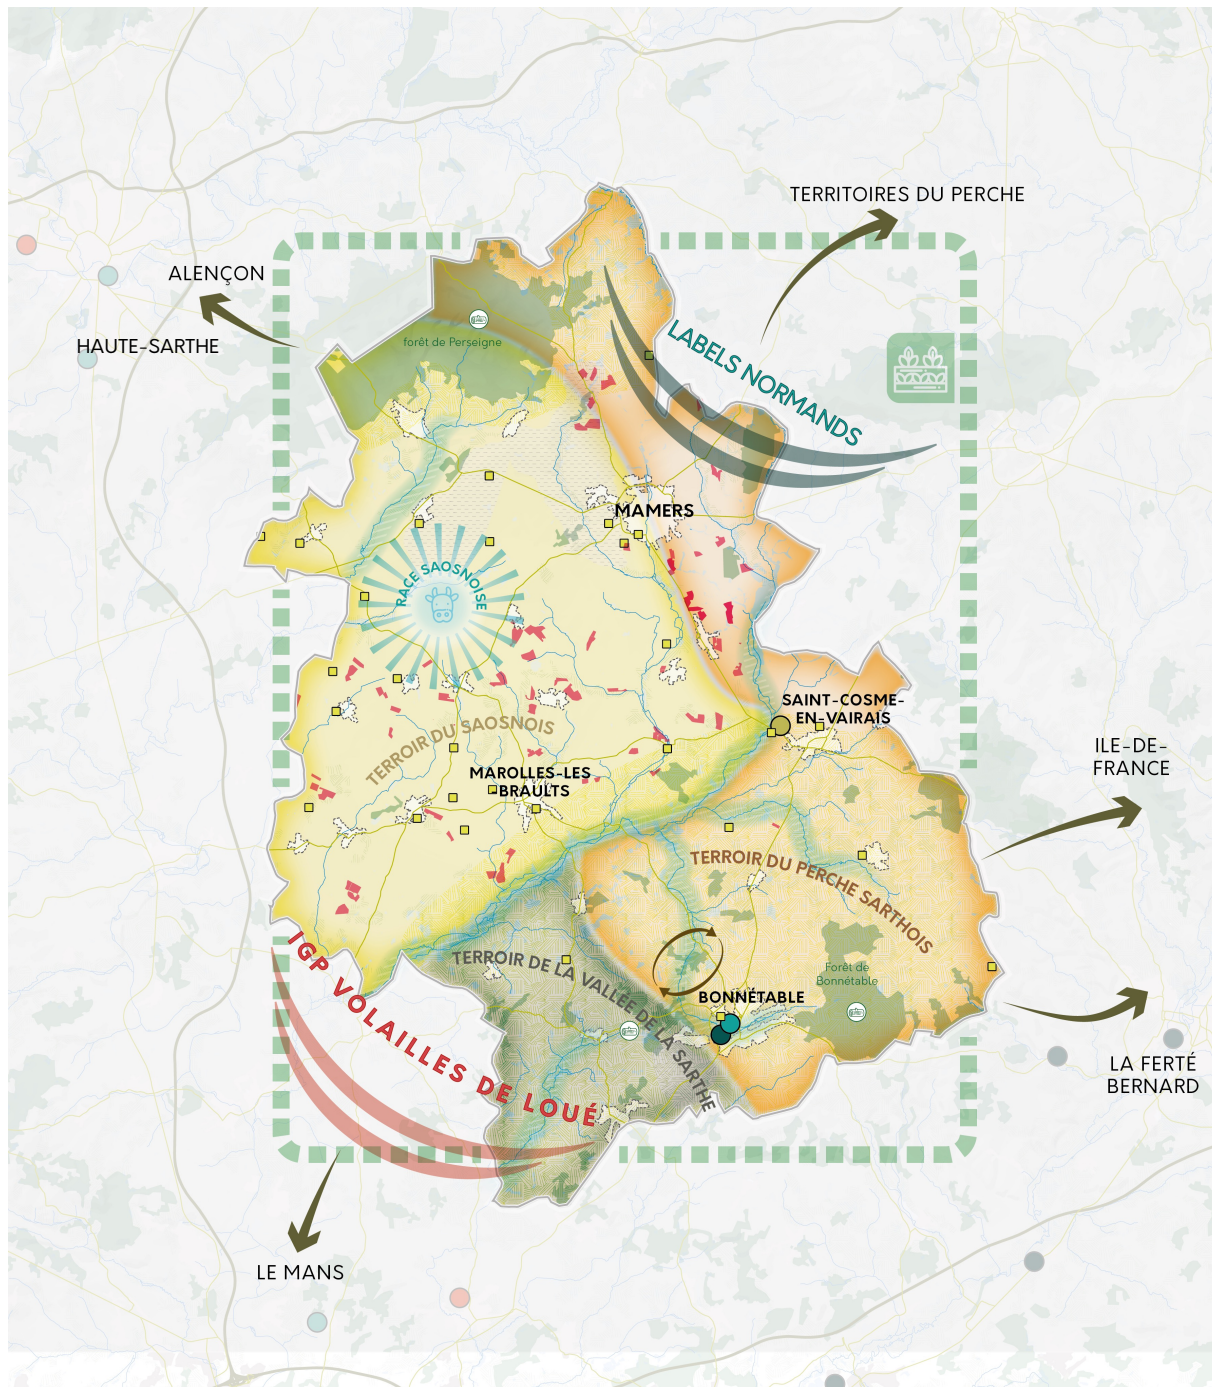 TERRITOIRES DU PERCHE
ALENÇON
HAUTE-SARTHE
forêt de Perseigne
LABELS NORMANDS
MAMERS
RACE SAOSNOISE
SAINT-COSME-
EN-VAIRAIS
TERROIR DU SAOSNOIS
ILE-DE-
FRANCE
MAROLLES-LES
BRAULTS
TERROIR DU PERCHE SARTHOIS
IGP VOLAILLES DE LOUÉ
TERROIR DE LA VALLÉE DE LA SARTHE
Forêt de
Bonnétable
BONNÉTABLE
LA FERTÉ
BERNARD
LE MANS